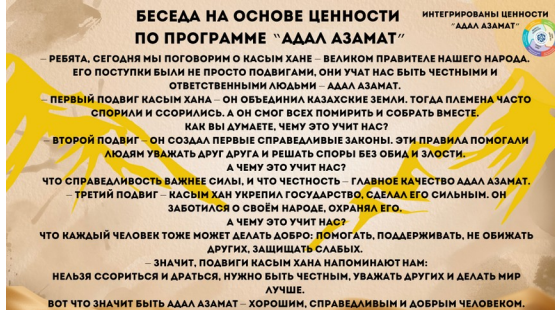 БЕСЕДА НА ОСНОВЕ ЦЕННОСТИ
ПО ПРОГРАММЕ “АДАЛ АЗАМАТ”
ИНТЕГРИРОВАНЫ ЦЕННОСТИ
“АДАЛ АЗАМАТ”
– РЕБЯТА, СЕГОДНЯ МЫ ПОГОВОРИМ О КАСЫМ ХАНЕ – ВЕЛИКОМ ПРАВИТЕЛЕ НАШЕГО НАРОДА.
ЕГО ПОСТУПКИ БЫЛИ НЕ ПРОСТО ПОДВИГАМИ, ОНИ УЧАТ НАС БЫТЬ ЧЕСТНЫМИ И
ОТВЕТСТВЕННЫМИ ЛЮДЬМИ – АДАЛ АЗАМАТ.
– ПЕРВЫЙ ПОДВИГ КАСЫМ ХАНА – ОН ОБЪЕДИНИЛ КАЗАХСКИЕ ЗЕМЛИ. ТОГДА ПЛЕМЕНА ЧАСТО
СПОРИЛИ И ССОРИЛИСЬ. А ОН СМОГ ВСЕХ ПОМИРИТЬ И СОБРАТЬ ВМЕСТЕ.
КАК ВЫ ДУМАЕТЕ, ЧЕМУ ЭТО УЧИТ НАС?
– ВТОРОЙ ПОДВИГ – ОН СОЗДАЛ ПЕРВЫЕ СПРАВЕДЛИВЫЕ ЗАКОНЫ. ЭТИ ПРАВИЛА ПОМОГАЛИ
ЛЮДЯМ УВАЖАТЬ ДРУГ ДРУГА И РЕШАТЬ СПОРЫ БЕЗ ОБИД И ЗЛОСТИ.
А ЧЕМУ ЭТО УЧИТ НАС?
ЧТО СПРАВЕДЛИВОСТЬ ВАЖНЕЕ СИЛЫ, И ЧТО ЧЕСТНОСТЬ – ГЛАВНОЕ КАЧЕСТВО АДАЛ АЗАМАТ.
– ТРЕТИЙ ПОДВИГ – КАСЫМ ХАН УКРЕПИЛ ГОСУДАРСТВО, СДЕЛАЛ ЕГО СИЛЬНЫМ. ОН
ЗАБОТИЛСЯ О СВОЁМ НАРОДЕ, ОХРАНЯЛ ЕГО.
А ЧЕМУ ЭТО УЧИТ НАС?
ЧТО КАЖДЫЙ ЧЕЛОВЕК ТОЖЕ МОЖЕТ ДЕЛАТЬ ДОБРО: ПОМОГАТЬ, ПОДДЕРЖИВАТЬ, НЕ ОБИЖАТЬ
ДРУГИХ, ЗАЩИЩАТЬ СЛАБЫХ.
– ЗНАЧИТ, ПОДВИГИ КАСЫМ ХАНА НАПОМИНАЮТ НАМ:
НЕЛЬЗЯ ССОРИТЬСЯ И ДРАТЬСЯ, НУЖНО БЫТЬ ЧЕСТНЫМ, УВАЖАТЬ ДРУГИХ И ДЕЛАТЬ МИР
ЛУЧШЕ.
ВОТ ЧТО ЗНАЧИТ БЫТЬ АДАЛ АЗАМАТ – ХОРОШИМ, СПРАВЕДЛИВЫМ И ДОБРЫМ ЧЕЛОВЕКОМ.